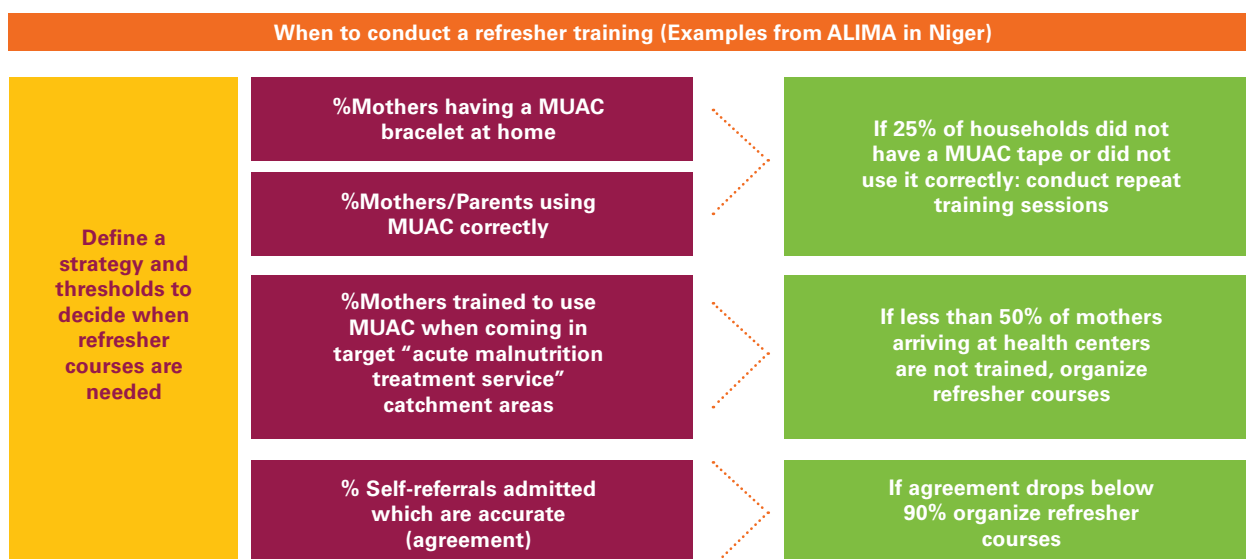 When to conduct a refresher training (Examples from ALIMA in Niger)
Define a
strategy and
thresholds to
decide when
refresher
courses are
needed
%Mothers having a MUAC
bracelet at home
%Mothers/Parents using
MUAC correctly
If 25% of households did not
have a MUAC tape or did not
use it correctly: conduct repeat
training sessions
%Mothers trained to use
MUAC when coming in
target “acute malnutrition
treatment service”
catchment areas
If less than 50% of mothers
arriving at health centers
are not trained, organize
refresher courses
% Self-referrals admitted
which are accurate
(agreement)
If agreement drops below
90% organize refresher
courses